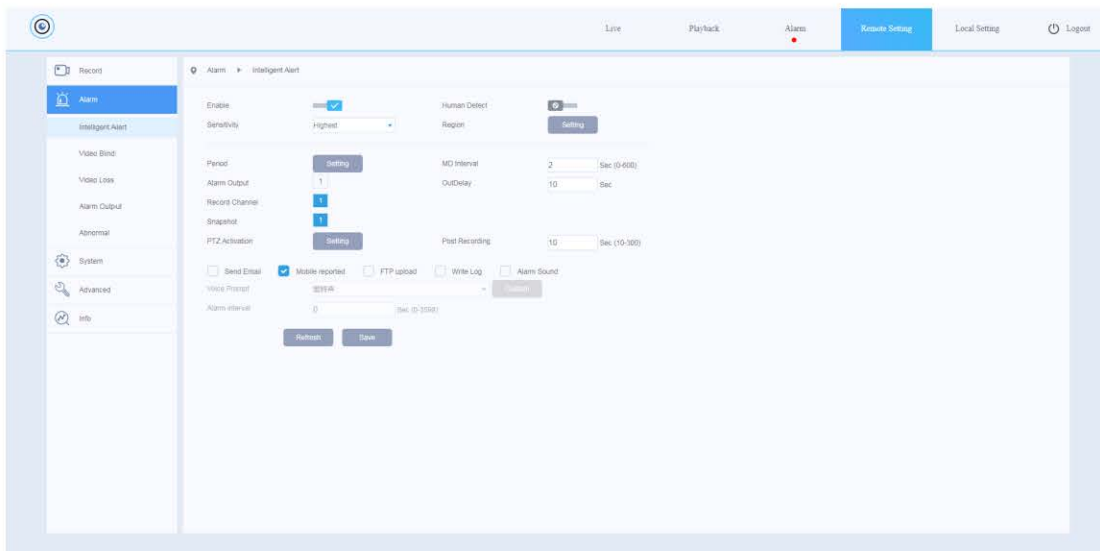 Live Playback Alarm Remote Setting Local Setting Logout
Record
Alarm ▶ Intelligent Alert
Alarm
Enable
Human Detect
Intelligent Alert
Sensitivity Highest
Region Setting
Video Blind
Period Setting
MD Interval 2 Sec (0-600)
Video Loss
Alarm Output 1
OutDelay 10 Sec
Record Channel 1
Alarm Output
Snapshot 1
Abnormal
PTZ Activation Setting
Post Recording 10 Sec (10-300)
System
Send Email Mobile reported FTP upload Write Log Alarm Sound
Advanced
Voice Prompt
Alarm Interval 0
Info
Refresh Save